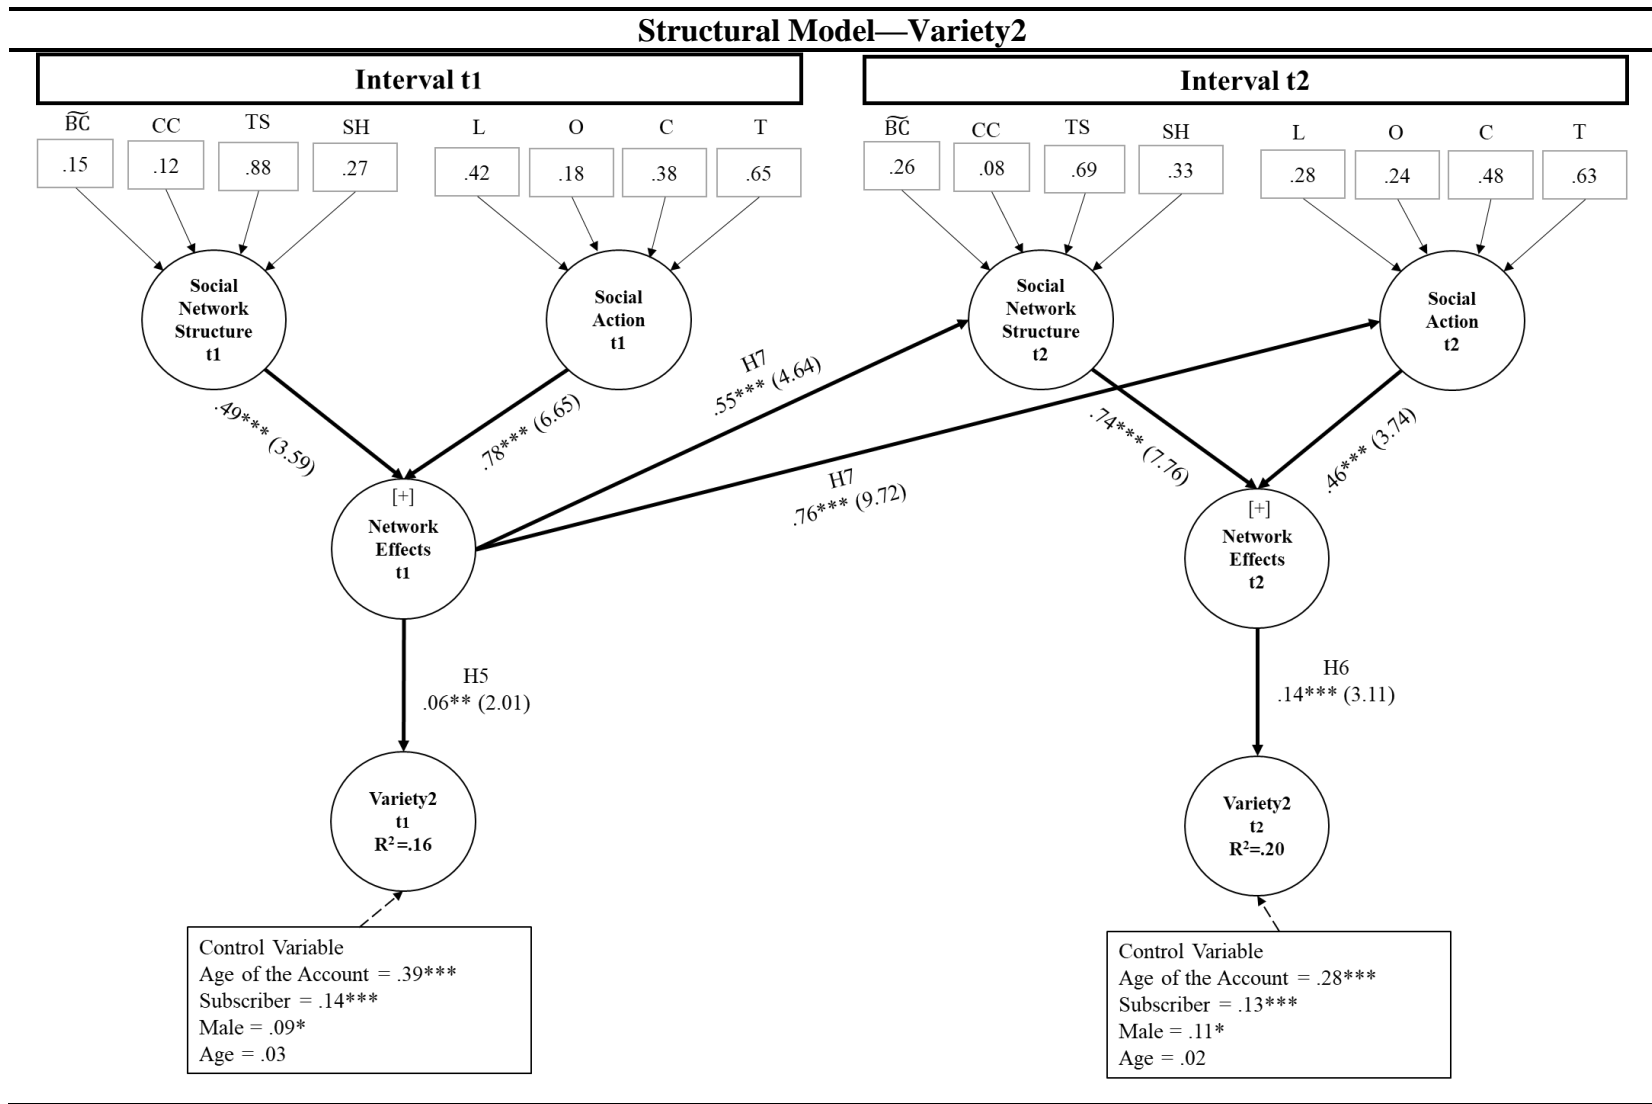 Structural Model—Variety2
Interval t1
Interval t2
B͠C CC TS SH L O C T
.15 .12 .88 .27 .42 .18 .38 .65
B͠C CC TS SH L O C T
.26 .08 .69 .33 .28 .24 .48 .63
Social
Network
Structure
t1
Social
Action
t1
Social
Network
Structure
t2
Social
Action
t2
.49*** (3.59)
.78*** (6.65)
H7
.55*** (4.64)
H7
.76*** (9.72)
.74*** (7.76)
.46*** (3.74)
[+]
Network
Effects
t1
[+]
Network
Effects
t2
H5
.06** (2.01)
H6
.14*** (3.11)
Variety2
t1
R²=.16
Variety2
t2
R²=.20
Control Variable
Age of the Account = .39***
Subscriber = .14***
Male = .09*
Age = .03
Control Variable
Age of the Account = .28***
Subscriber = .13***
Male = .11*
Age = .02